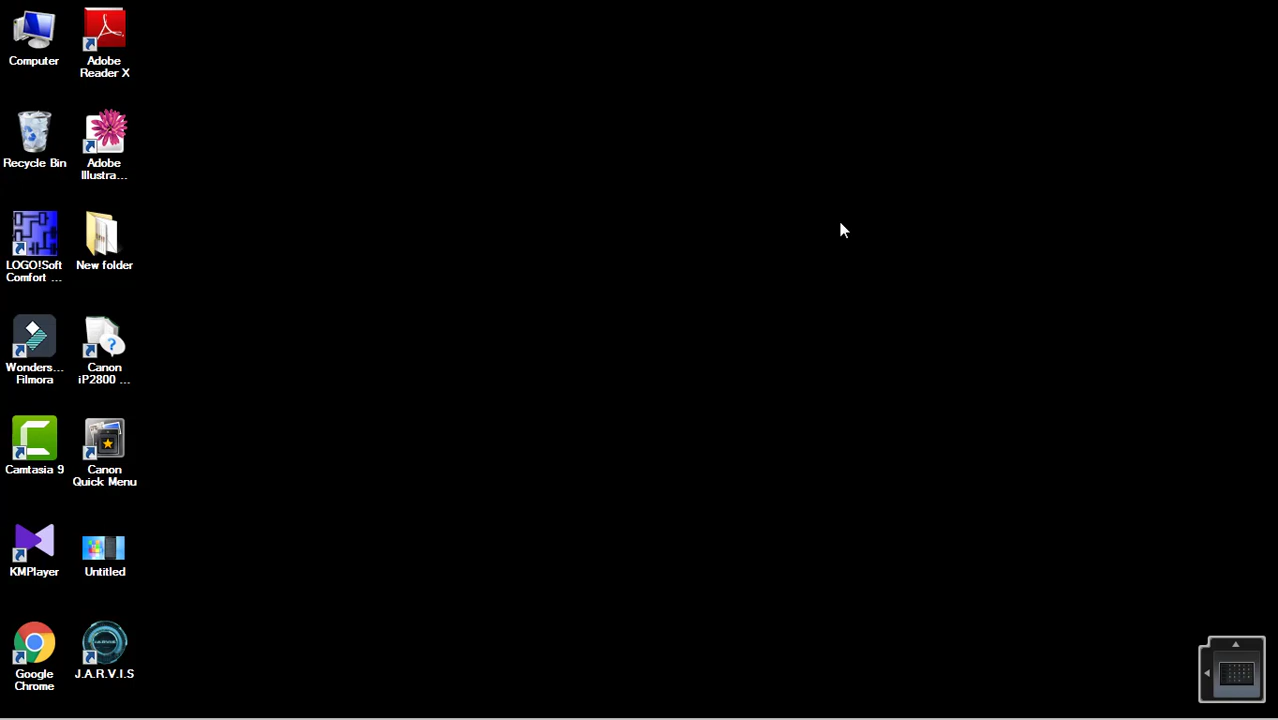 Computer
Adobe
Reader X
Recycle Bin
Adobe
Illustra...
LOGO!Soft
Comfort ...
New folder
Wonders...
Filmora
Canon
iP2800 ...
Camtasia 9
Canon
Quick Menu
KMPlayer
Untitled
Google
Chrome
J.A.R.V.I.S